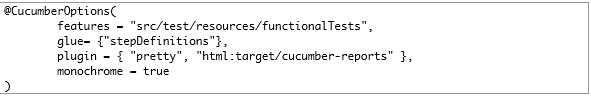 @CucumberOptions(
features = "src/test/resources/functionalTests",
glue= {"stepDefinitions"},
plugin = { "pretty", "html:target/cucumber-reports" },
monochrome = true
)